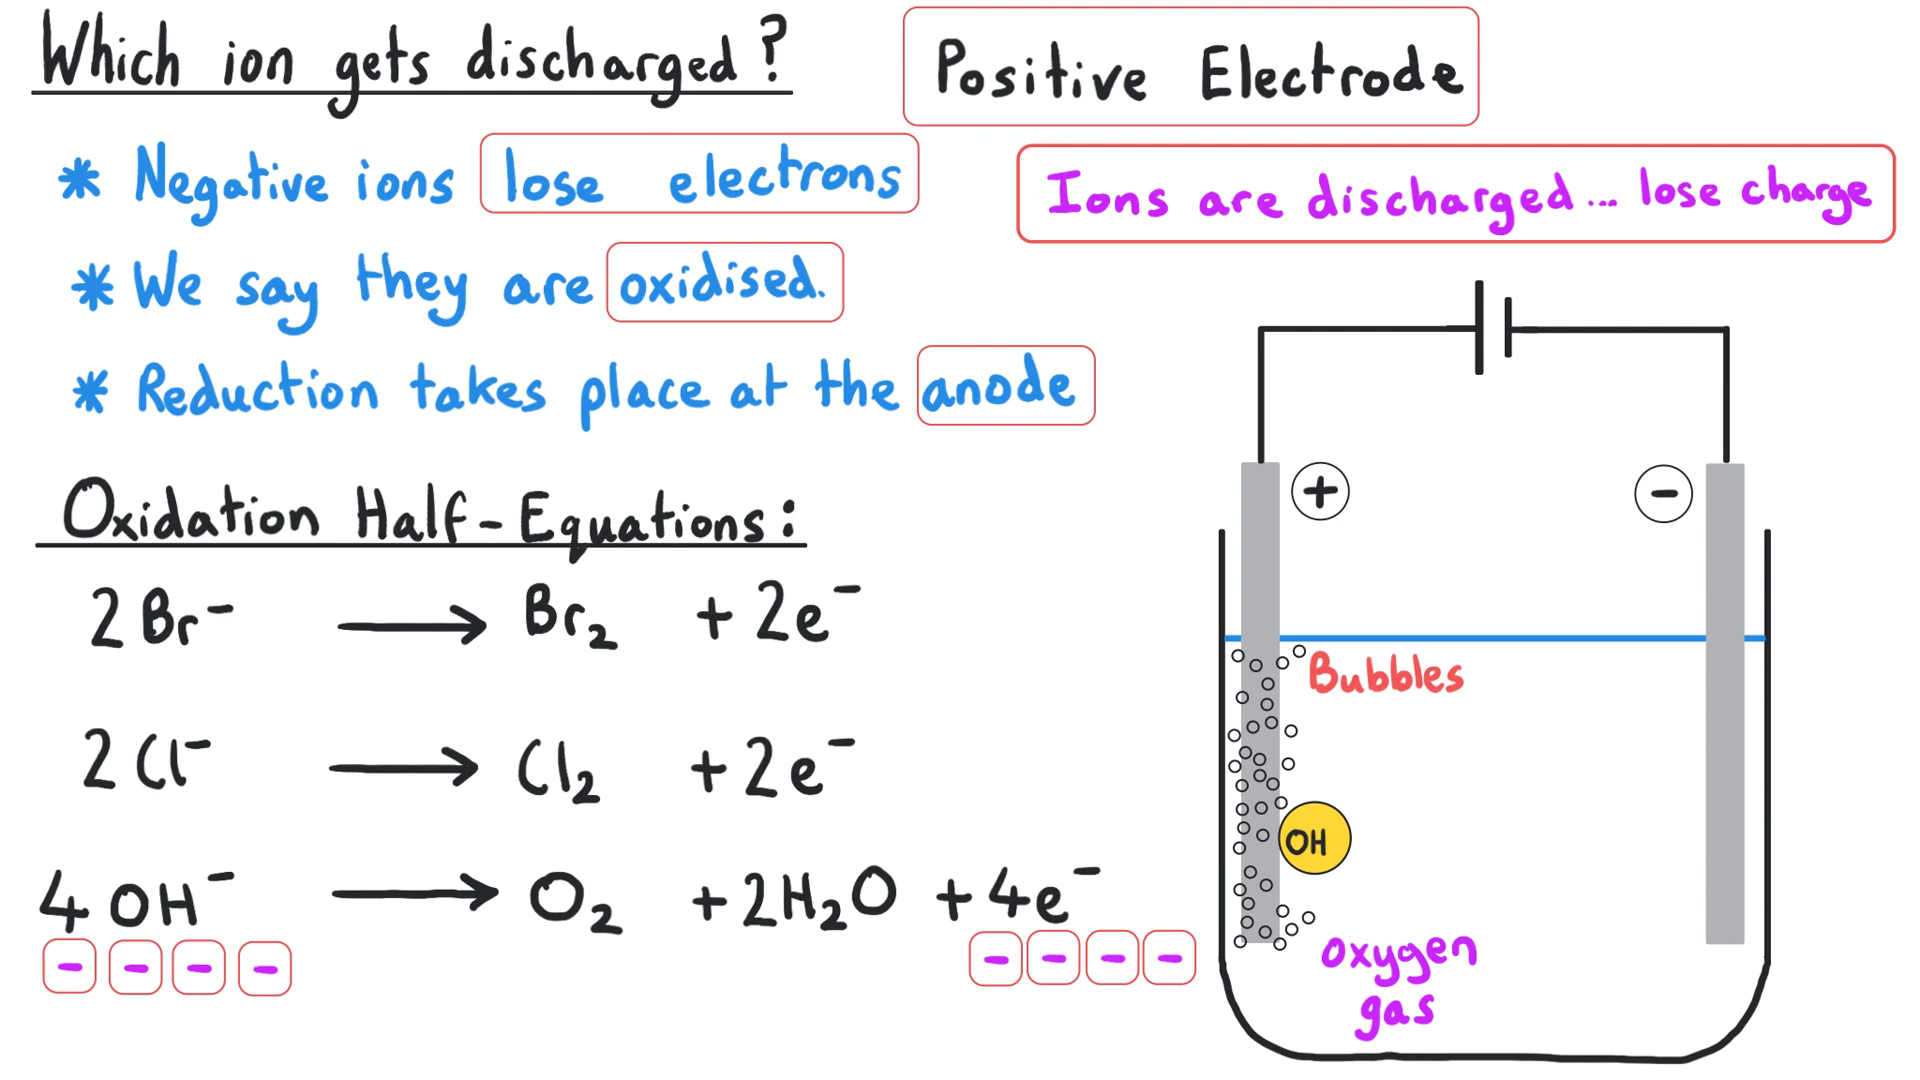 Which ion gets discharged?
Positive Electrode
* Negative ions lose electrons
Ions are discharged... lose charge
* We say they are oxidised.
* Reduction takes place at the anode
+
-
Oxidation Half-Equations:
2Br⁻ → Br₂ + 2e⁻
Bubbles
2Cl⁻ → Cl₂ + 2e⁻
OH
4OH⁻ → O₂ + 2H₂O + 4e⁻
- - - - - - - -
oxygen
gas